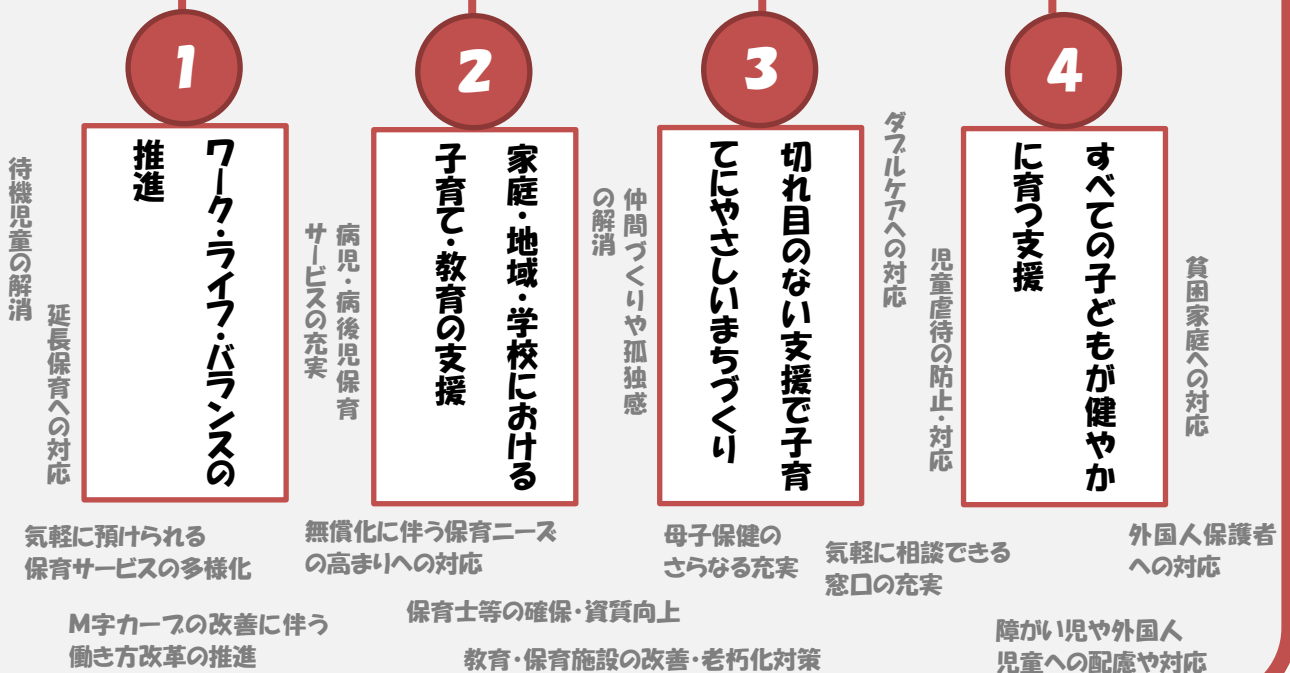 1
ワーク・ライフ・バランスの
推進
待機児童の解消
延長保育への対応
2
家庭・地域・学校における
子育て・教育の支援
病児・病後児保育
サービスの充実
3
切れ目のない支援で子育
てにやさしいまちづくり
仲間づくりや孤独感
の解消
4
すべての子どもが健やか
に育つ支援
ダブルケアへの対応
児童虐待の防止・対応
貧困家庭への対応
気軽に預けられる
保育サービスの多様化
無償化に伴う保育ニーズ
の高まりへの対応
母子保健の
さらなる充実
気軽に相談できる
窓口の充実
外国人保護者
への対応
M字カーブの改善に伴う
働き方改革の推進
保育士等の確保・資質向上
教育・保育施設の改善・老朽化対策
障がい児や外国人
児童への配慮や対応